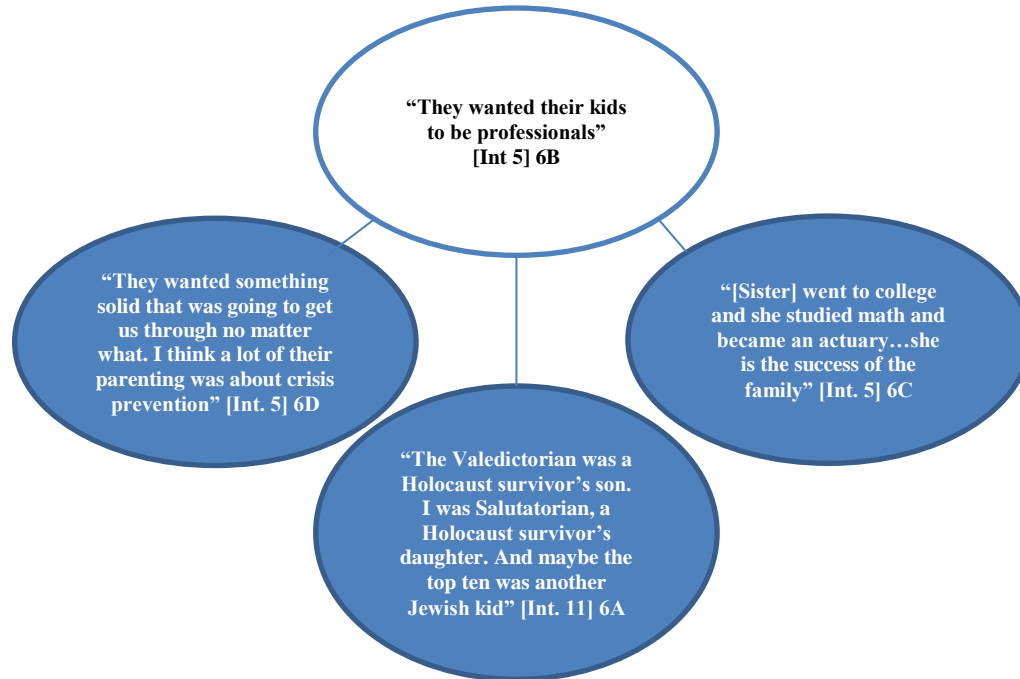 “They wanted their kids
to be professionals”
[Int 5] 6B
“They wanted something
solid that was going to get
us through no matter
what. I think a lot of their
parenting was about crisis
prevention” [Int. 5] 6D
“[Sister] went to college
and she studied math and
became an actuary…she
is the success of the
family” [Int. 5] 6C
“The Valedictorian was a
Holocaust survivor’s son.
I was Salutatorian, a
Holocaust survivor’s
daughter. And maybe the
top ten was another
Jewish kid” [Int. 11] 6A